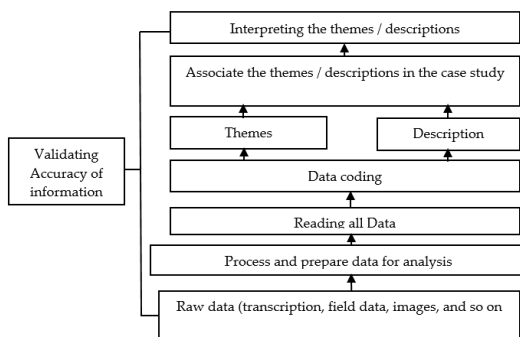 Interpreting the themes / descriptions
Associate the themes / descriptions in the case study
Themes
Description
Validating
Accuracy of
information
Data coding
Reading all Data
Process and prepare data for analysis
Raw data (transcription, field data, images, and so on